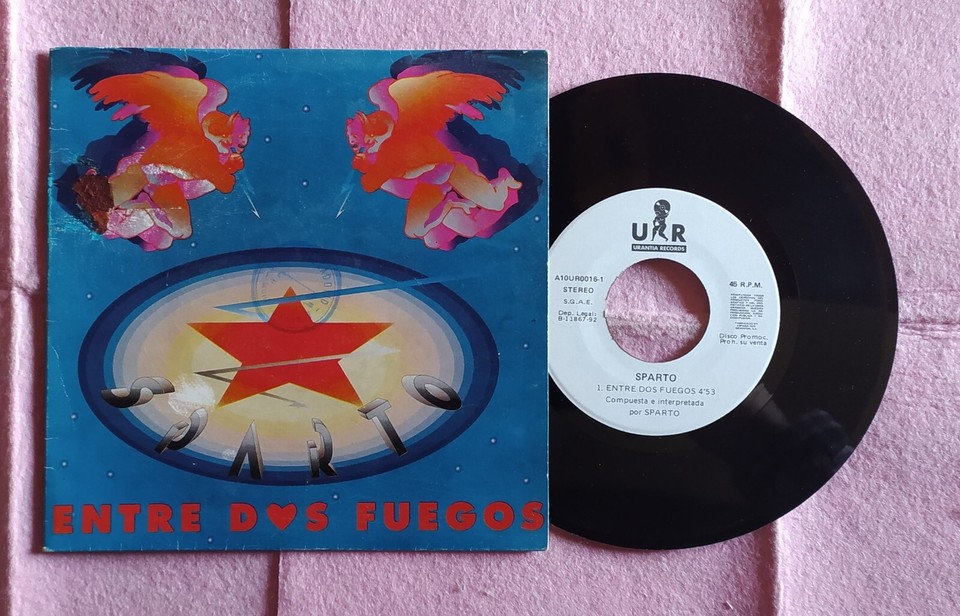 SPARTO
ENTRE D♥S FUEGOS
U R
URANTIA RECORDS
A10UR0016-1
STEREO
S.G.A.E.
Dep. Legal:
B-11867-92
45 R.P.M.
Disco Promoc.
Proh. su venta
SPARTO
1. ENTRE DOS FUEGOS 4'53
Compuesta e interpretada
por SPARTO